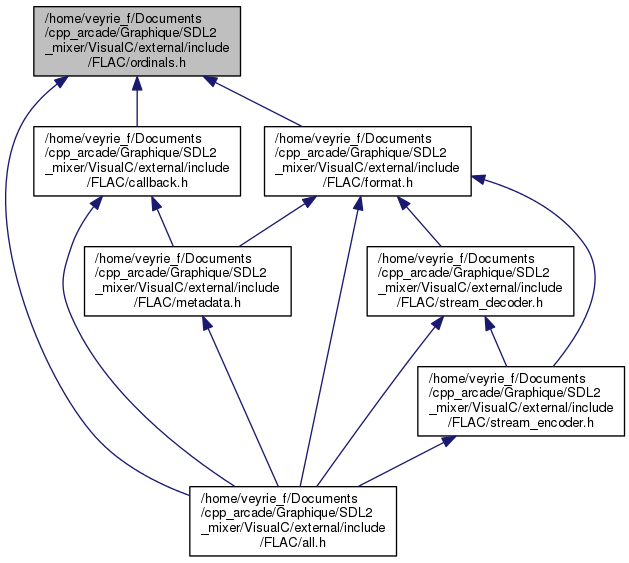 /home/veyrie_f/Documents
/cpp_arcade/Graphique/SDL2
_mixer/VisualC/external/include
/FLAC/ordinals.h
/home/veyrie_f/Documents
/cpp_arcade/Graphique/SDL2
_mixer/VisualC/external/include
/FLAC/callback.h
/home/veyrie_f/Documents
/cpp_arcade/Graphique/SDL2
_mixer/VisualC/external/include
/FLAC/format.h
/home/veyrie_f/Documents
/cpp_arcade/Graphique/SDL2
_mixer/VisualC/external/include
/FLAC/metadata.h
/home/veyrie_f/Documents
/cpp_arcade/Graphique/SDL2
_mixer/VisualC/external/include
/FLAC/stream_decoder.h
/home/veyrie_f/Documents
/cpp_arcade/Graphique/SDL2
_mixer/VisualC/external/include
/FLAC/stream_encoder.h
/home/veyrie_f/Documents
/cpp_arcade/Graphique/SDL2
_mixer/VisualC/external/include
/FLAC/all.h